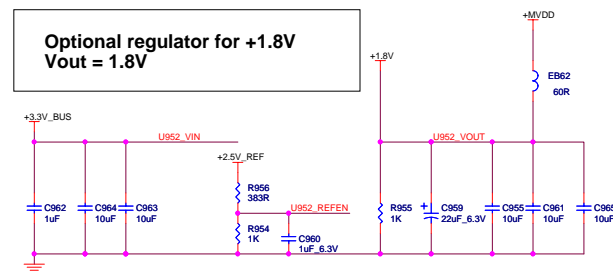 Optional regulator for +1.8V
Vout = 1.8V
+MVDD
+1.8V
EB62
60R
+3.3V_BUS
U952_VIN
U952_VOUT
+2.5V_REF
R956
383R
C962
1uF
C964
10uF
C963
10uF
U952_REFEN
R954
1K
C960
1uF_6.3V
R955
1K
C959
22uF_6.3V
C955
10uF
C961
10uF
C965
10uF